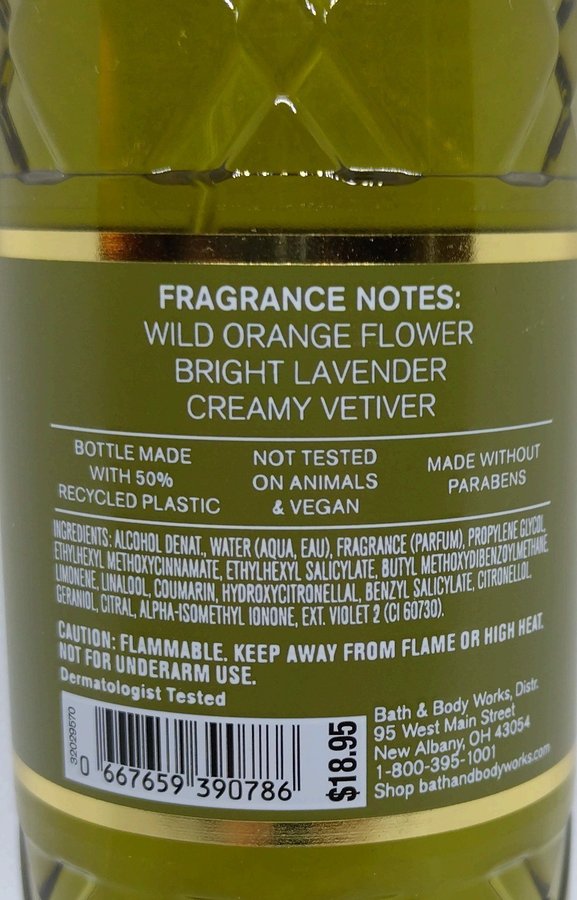 FRAGRANCE NOTES:
WILD ORANGE FLOWER
BRIGHT LAVENDER
CREAMY VETIVER
BOTTLE MADE
WITH 50%
RECYCLED PLASTIC
NOT TESTED
ON ANIMALS
& VEGAN
MADE WITHOUT
PARABENS
INGREDIENTS: ALCOHOL DENAT., WATER (AQUA, EAU), FRAGRANCE (PARFUM), PROPYLENE GLYCOL,
ETHYLHEXYL METHOXYCINNAMATE, ETHYLHEXYL SALICYLATE, BUTYL METHOXYDIBENZOYLMETHANE,
LIMONENE, LINALOOL, COUMARIN, HYDROXYCITRONELLAL, BENZYL SALICYLATE, CITRONELLOL,
GERANIOL, CITRAL, ALPHA-ISOMETHYL IONONE, EXT. VIOLET 2 (CI 60730).
CAUTION: FLAMMABLE. KEEP AWAY FROM FLAME OR HIGH HEAT.
NOT FOR UNDERARM USE.
Dermatologist Tested
32029570
0 667659 390786
$18.95
Bath & Body Works, Distr.
95 West Main Street
New Albany, OH 43054
1-800-395-1001
Shop bathandbodyworks.com